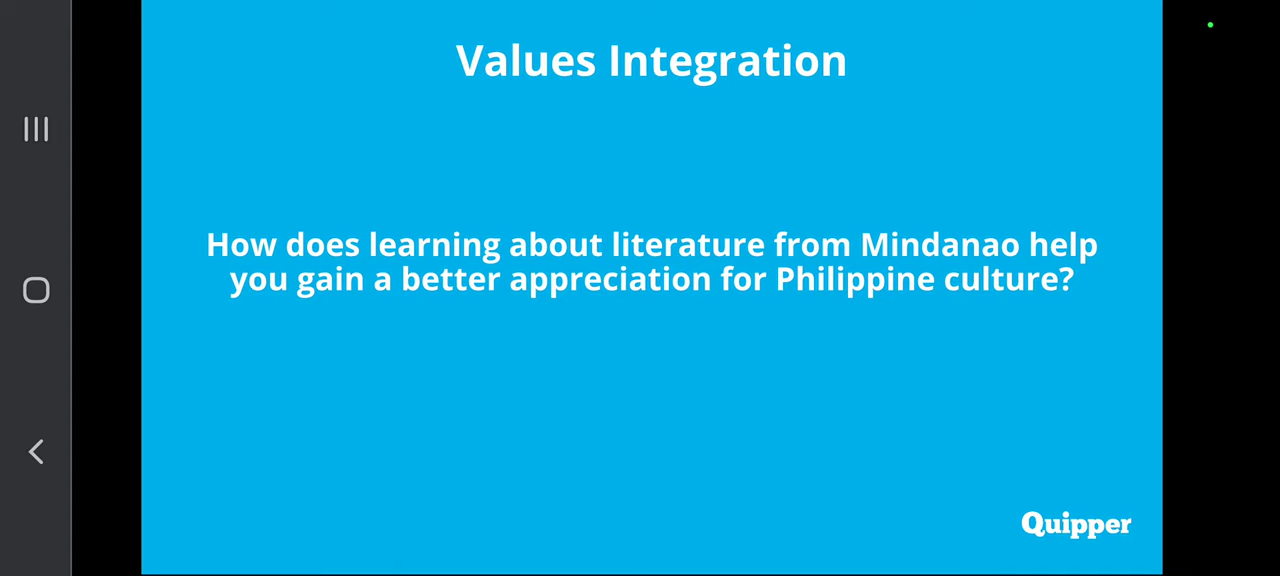 Values Integration
How does learning about literature from Mindanao help
you gain a better appreciation for Philippine culture?
Quipper